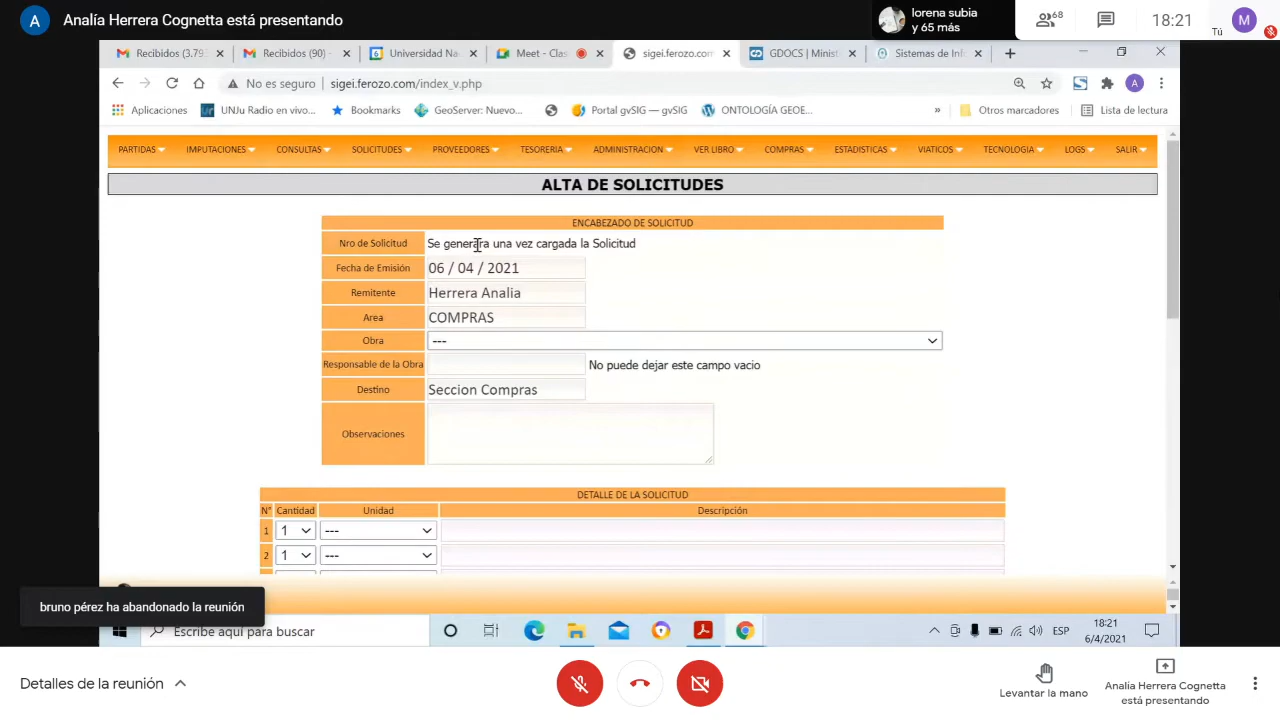 A Analía Herrera Cognetta está presentando
lorena subia
y 65 más
68
18:21
M
Tú
Recibidos (3.79
Recibidos (90) -
Universidad Na
Meet - Clas
sigei.ferozo.com
GDOCS | Minist
Sistemas de Inf
No es seguro | sigei.ferozo.com/index_v.php
A
Aplicaciones
UNJu Radio en vivo...
Bookmarks
GeoServer: Nuevo...
Portal gvSIG — gvSIG
ONTOLOGÍA GEOE...
»
Otros marcadores
Lista de lectura
PARTIDAS
IMPUTACIONES
CONSULTAS
SOLICITUDES
PROVEEDORES
TESORERIA
ADMINISTRACION
VER LIBRO
COMPRAS
ESTADISTICAS
VIATICOS
TECNOLOGIA
LOGS
SALIR
ALTA DE SOLICITUDES
ENCABEZADO DE SOLICITUD
Nro de Solicitud Se generara una vez cargada la Solicitud
Fecha de Emisión 06 / 04 / 2021
Remitente Herrera Analia
Area COMPRAS
Obra ---
Responsable de la Obra No puede dejar este campo vacio
Destino Seccion Compras
Observaciones
DETALLE DE LA SOLICITUD
N° Cantidad Unidad Descripción
1 1 ---
2 1 ---
bruno pérez ha abandonado la reunión
Escribe aquí para buscar
ESP
18:21
6/4/2021
Detalles de la reunión
Levantar la mano
Analía Herrera Cognetta
está presentando